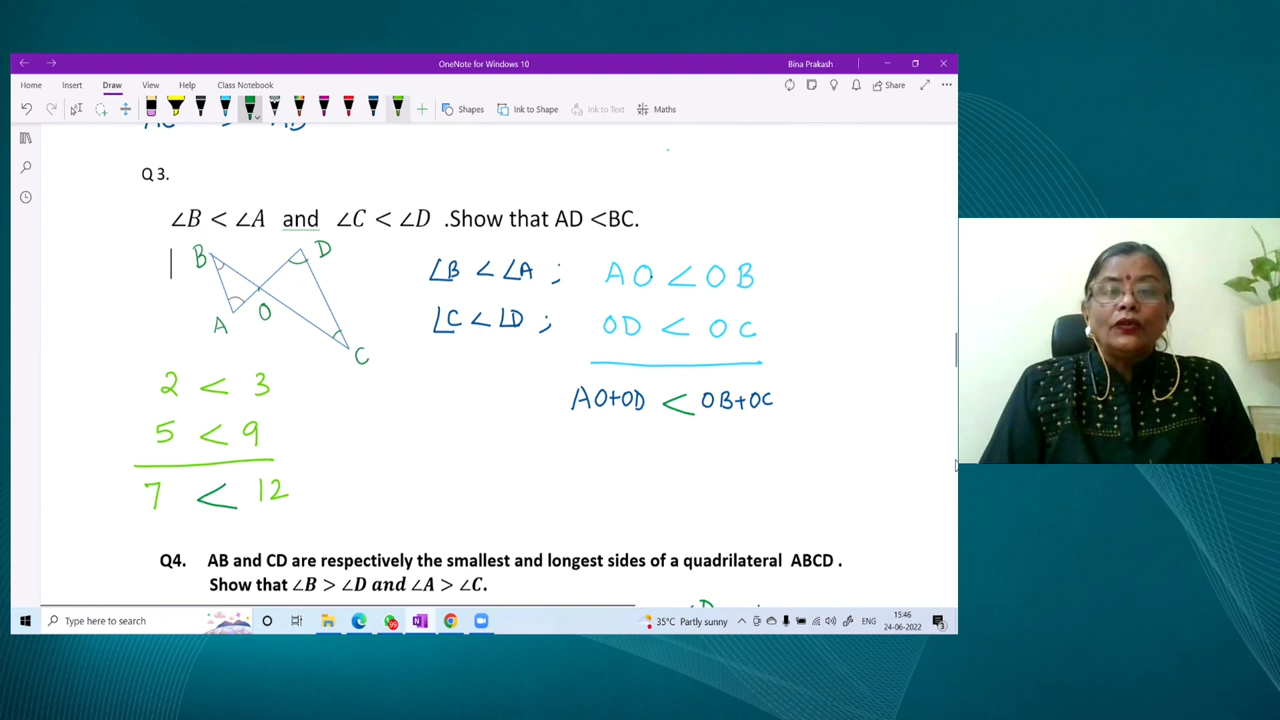 OneNote for Windows 10
Bina Prakash
Home Insert Draw View Help Class Notebook
Share
Shapes Ink to Shape Ink to Text Maths
Q 3.
∠B < ∠A and ∠C < ∠D .Show that AD <BC.
B D
A O C
∠B < ∠A ; AO < OB
∠C < ∠D ; OD < OC
AO+OD < OB+OC
2 < 3
5 < 9
7 < 12
Q4. AB and CD are respectively the smallest and longest sides of a quadrilateral ABCD .
Show that ∠B > ∠D and ∠A > ∠C.
Type here to search
35°C Partly sunny
ENG
15:46
24-06-2022